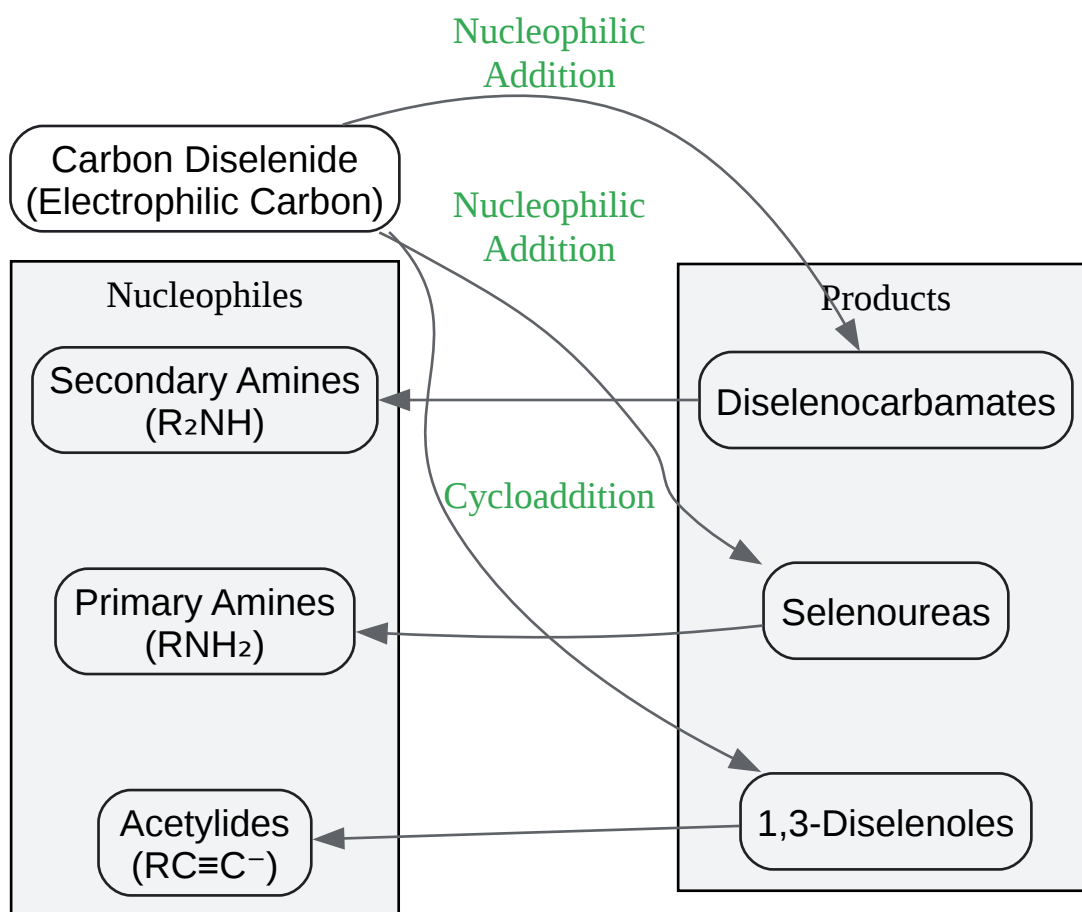 Nucleophilic
Addition
Carbon Diselenide
(Electrophilic Carbon)
Nucleophilic
Addition
Nucleophiles
Products
Secondary Amines
(R₂NH)
Diselenocarbamates
Cycloaddition
Primary Amines
(RNH₂)
Selenoureas
Acetylides
(RC≡C⁻)
1,3-Diselenoles